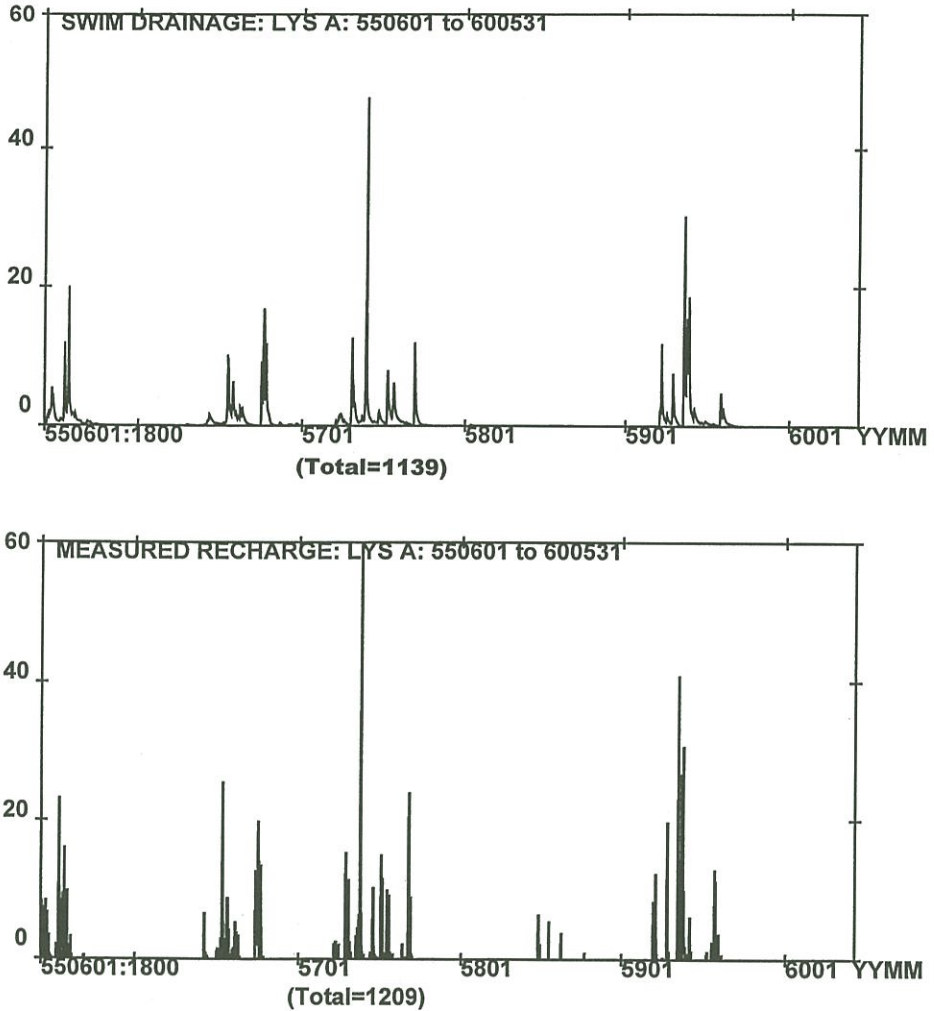 60
SWIM DRAINAGE: LYS A: 550601 to 600531
40
20
0
550601:1800 5701 5801 5901 6001 YYMM
(Total=1139)
60
MEASURED RECHARGE: LYS A: 550601 to 600531
40
20
0
550601:1800 5701 5801 5901 6001 YYMM
(Total=1209)